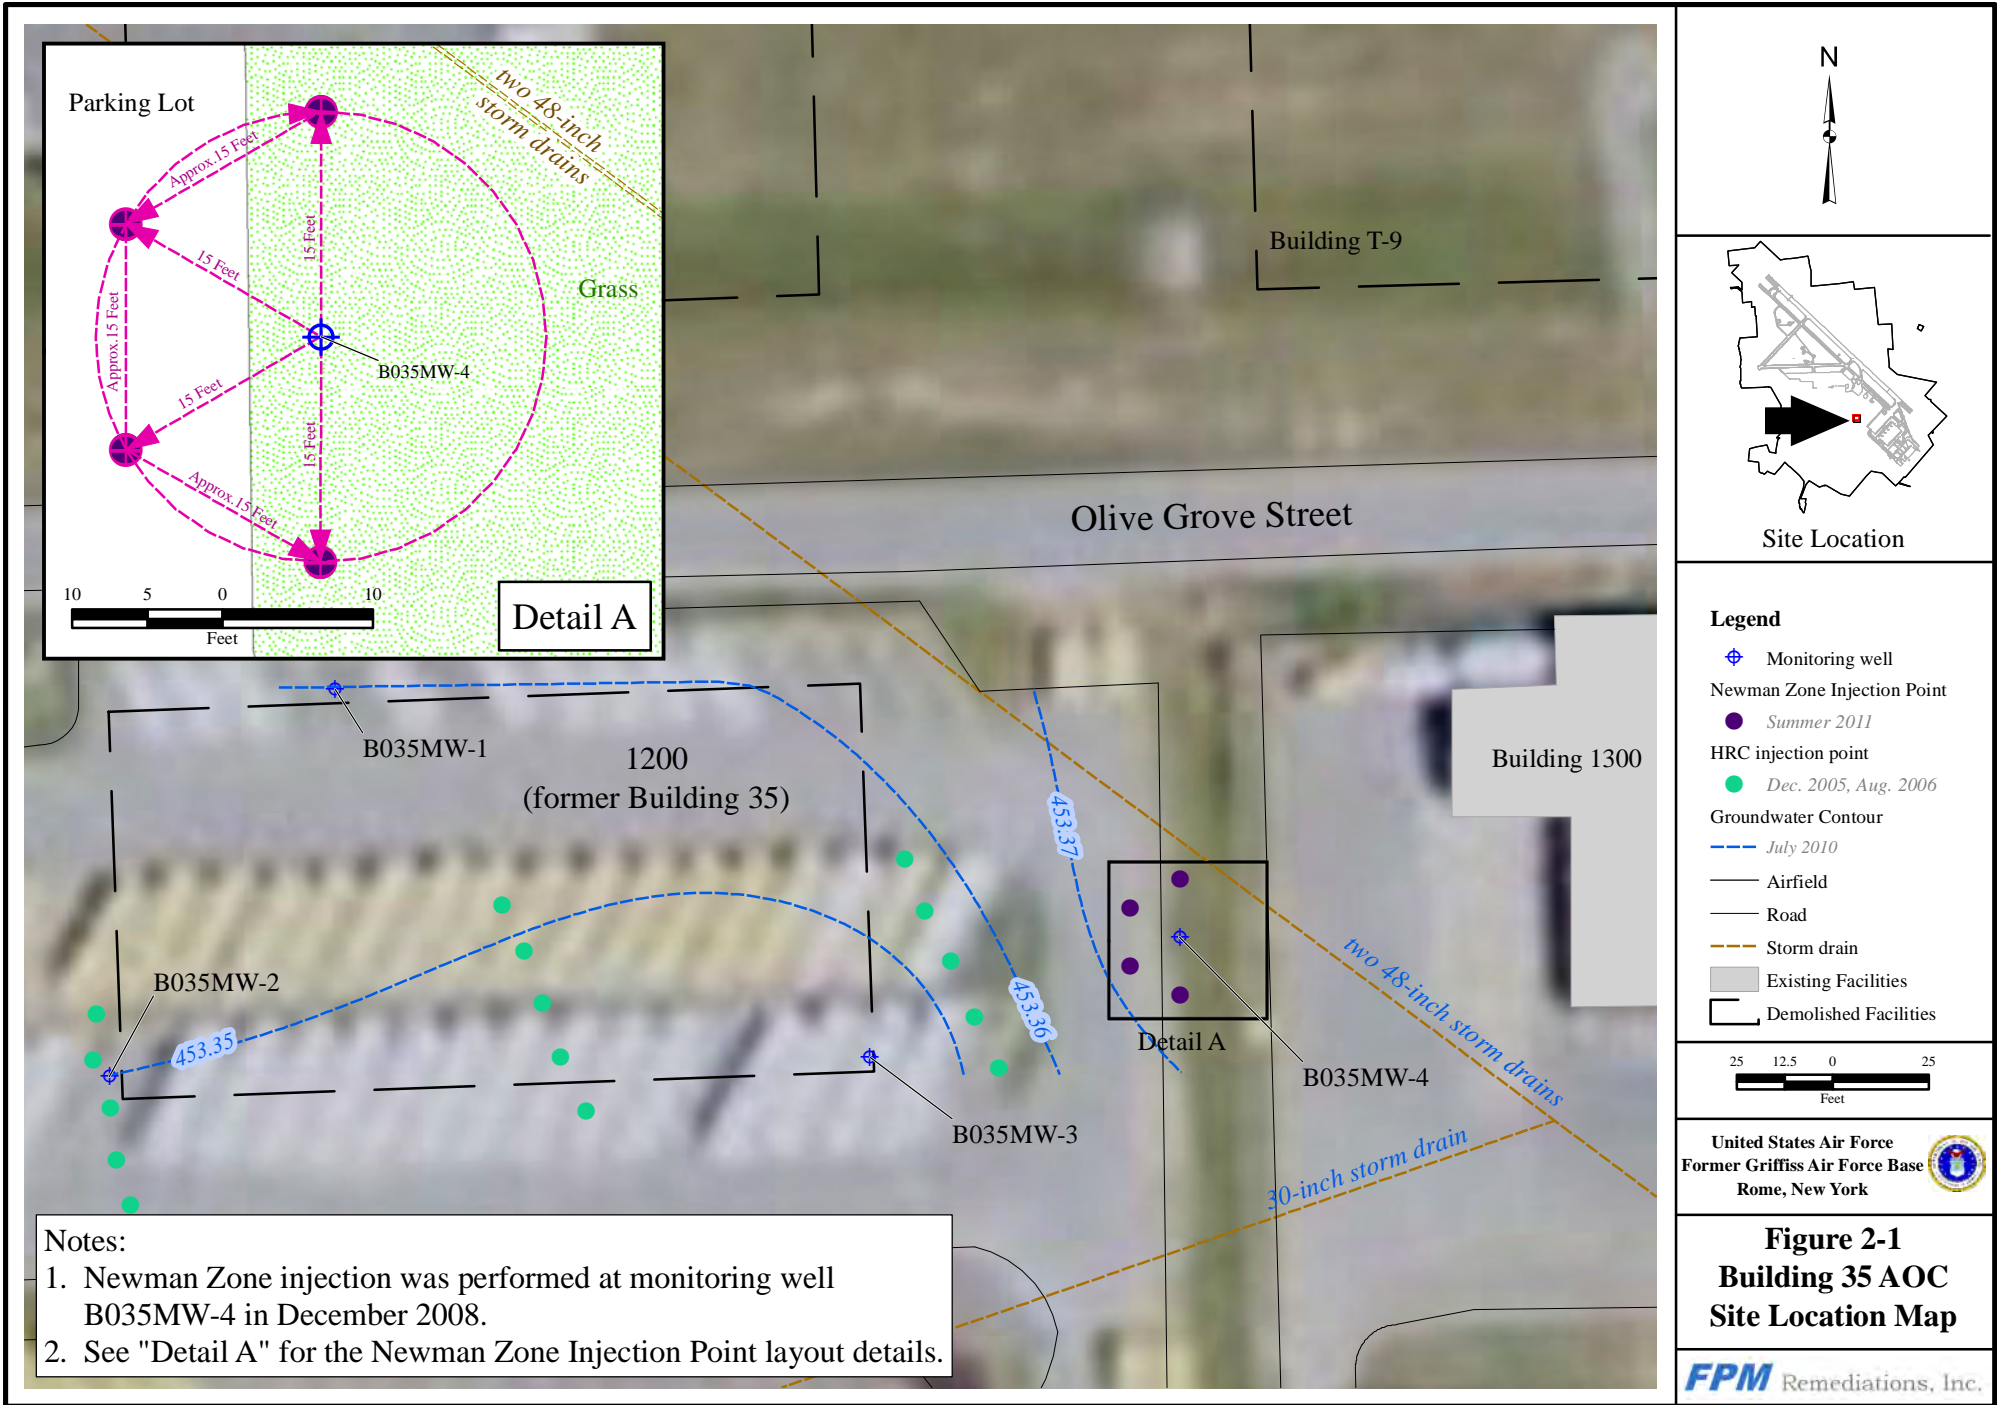 Parking Lot
two 48-inch
storm drains
Approx.15 Feet
15 Feet
15 Feet
Grass
Approx.15 Feet
B035MW-4
15 Feet
15 Feet
Approx.15 Feet
10 5 0 10
Feet
Detail A
Building T-9
Olive Grove Street
B035MW-1
1200
(former Building 35)
Building 1300
453.37
B035MW-2
453.35
453.36
Detail A
two 48-inch storm drains
B035MW-4
B035MW-3
30-inch storm drain
Notes:
1. Newman Zone injection was performed at monitoring well
B035MW-4 in December 2008.
2. See "Detail A" for the Newman Zone Injection Point layout details.
N
Site Location
Legend
Monitoring well
Newman Zone Injection Point
Summer 2011
HRC injection point
Dec. 2005, Aug. 2006
Groundwater Contour
July 2010
Airfield
Road
Storm drain
Existing Facilities
Demolished Facilities
25 12.5 0 25
Feet
United States Air Force
Former Griffiss Air Force Base
Rome, New York
Figure 2-1
Building 35 AOC
Site Location Map
FPM Remediations, Inc.